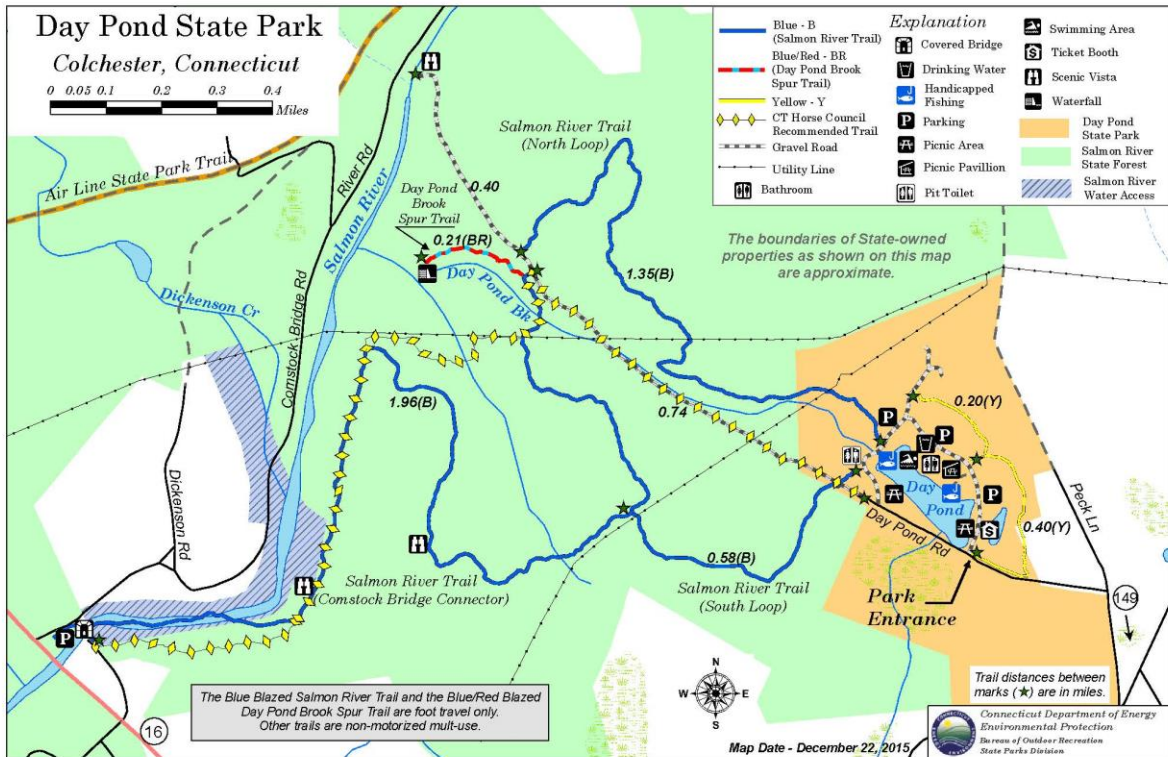 Day Pond State Park
Colchester, Connecticut
0 0.05 0.1 0.2 0.3 0.4
Miles
Blue - B
(Salmon River Trail)
Blue/Red - BR
(Day Pond Brook
Spur Trail)
Yellow - Y
CT Horse Council
Recommended Trail
Gravel Road
Utility Line
Bathroom
Explanation
Covered Bridge
Drinking Water
Handicapped
Fishing
P Parking
Picnic Area
Picnic Pavillion
Pit Toilet
Swimming Area
$ Ticket Booth
Scenic Vista
Waterfall
Day Pond
State Park
Salmon River
State Forest
Salmon River
Water Access
Air Line State Park Trail
River Rd
Salmon River
Salmon River Trail
(North Loop)
0.40
Day Pond
Brook
Spur Trail
0.21(BR)
Day Pond Bk
1.35(B)
The boundaries of State-owned
properties as shown on this map
are approximate.
Dickenson Cr
Comstock Bridge Rd
1.96(B)
0.74
0.20(Y)
P
P
P
Day
Pond
0.40(Y)
$
Peck Ln
Dickenson Rd
Day Pond Rd
0.58(B)
Salmon River Trail
(Comstock Bridge Connector)
Salmon River Trail
(South Loop)
Park
Entrance
149
P
16
The Blue Blazed Salmon River Trail and the Blue/Red Blazed
Day Pond Brook Spur Trail are foot travel only.
Other trails are non-motorized mult-use.
N
W E
S
Trail distances between
marks (★) are in miles.
Map Date - December 22, 2015
Connecticut Department of Energy
Environmental Protection
Bureau of Outdoor Recreation
State Parks Division